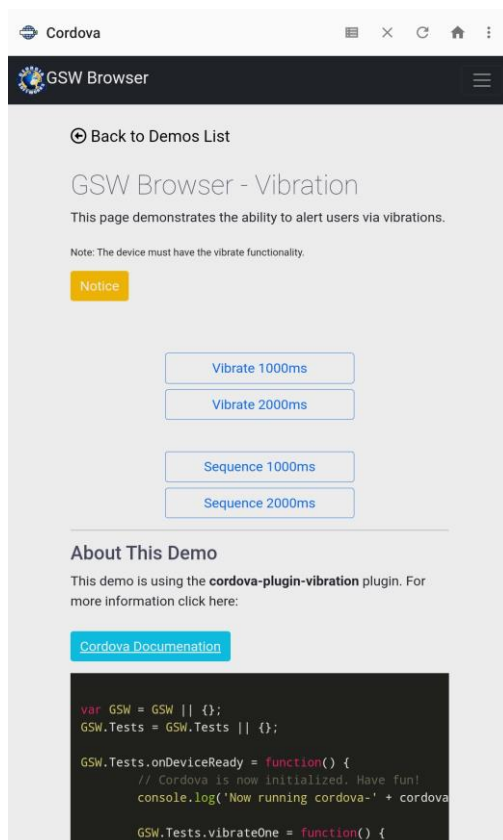 Cordova
GSW Browser
Back to Demos List
GSW Browser - Vibration
This page demonstrates the ability to alert users via vibrations.
Note: The device must have the vibrate functionality.
Notice
Vibrate 1000ms
Vibrate 2000ms
Sequence 1000ms
Sequence 2000ms
About This Demo
This demo is using the cordova-plugin-vibration plugin. For
more information click here:
Cordova Documenation
var GSW = GSW || {};
GSW.Tests = GSW.Tests || {};
GSW.Tests.onDeviceReady = function() {
// Cordova is now initialized. Have fun!
console.log('Now running cordova-' + cordova
GSW.Tests.vibrateOne = function() {